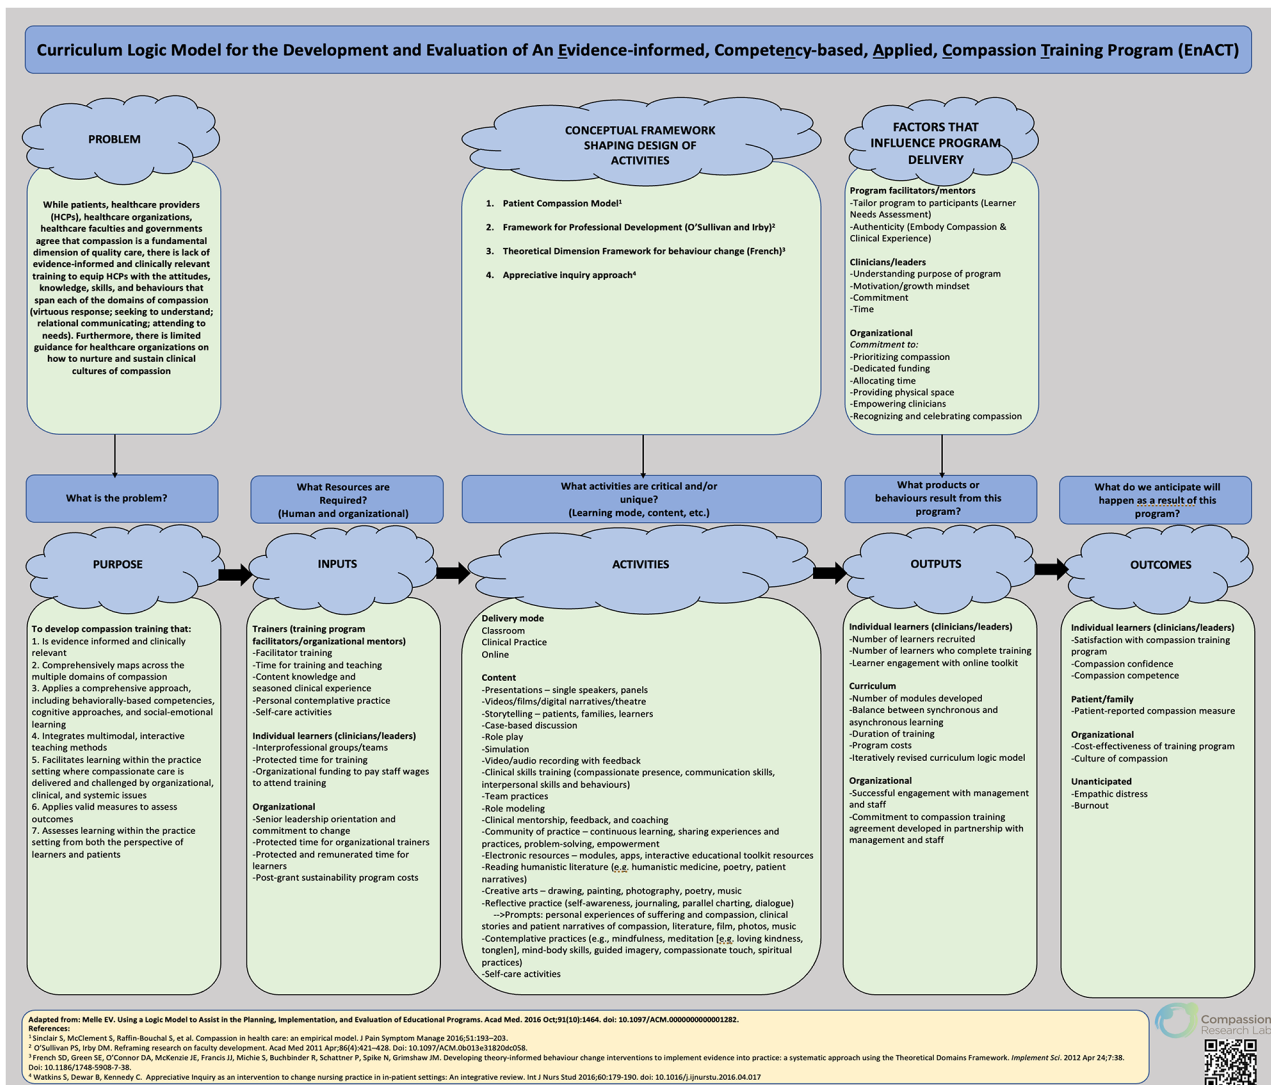 Curriculum Logic Model for the Development and Evaluation of An Evidence-informed, Competency-based, Applied, Compassion Training Program (EnACT)
PROBLEM
While patients, healthcare providers
(HCPs), healthcare organizations,
healthcare faculties and governments
agree that compassion is a fundamental
dimension of quality care, there is lack of
evidence-informed and clinically relevant
training to equip HCPs with the attitudes,
knowledge, skills, and behaviours that
span each of the domains of compassion
(virtuous response; seeking to understand;
relational communicating; attending to
needs). Furthermore, there is limited
guidance for healthcare organizations on
how to nurture and sustain clinical
cultures of compassion
CONCEPTUAL FRAMEWORK
SHAPING DESIGN OF
ACTIVITIES
1. Patient Compassion Model¹
2. Framework for Professional Development (O'Sullivan and Irby)²
3. Theoretical Dimension Framework for behaviour change (French)³
4. Appreciative inquiry approach⁴
FACTORS THAT
INFLUENCE PROGRAM
DELIVERY
Program facilitators/mentors
-Tailor program to participants (Learner
Needs Assessment)
-Authenticity (Embody Compassion &
Clinical Experience)
Clinicians/leaders
-Understanding purpose of program
-Motivation/growth mindset
-Commitment
-Time
Organizational
Commitment to:
-Prioritizing compassion
-Dedicated funding
-Allocating time
-Providing physical space
-Empowering clinicians
-Recognizing and celebrating compassion
What is the problem?
What Resources are
Required?
(Human and organizational)
What activities are critical and/or
unique?
(Learning mode, content, etc.)
What products or
behaviours result from this
program?
What do we anticipate will
happen as a result of this
program?
PURPOSE
INPUTS
ACTIVITIES
OUTPUTS
OUTCOMES
To develop compassion training that:
1. Is evidence informed and clinically
relevant
2. Comprehensively maps across the
multiple domains of compassion
3. Applies a comprehensive approach,
including behaviorally-based competencies,
cognitive approaches, and social-emotional
learning
4. Integrates multimodal, interactive
teaching methods
5. Facilitates learning within the practice
setting where compassionate care is
delivered and challenged by organizational,
clinical, and systemic issues
6. Applies valid measures to assess
outcomes
7. Assesses learning within the practice
setting from both the perspective of
learners and patients
Trainers (training program
facilitators/organizational mentors)
-Facilitator training
-Time for training and teaching
-Content knowledge and
seasoned clinical experience
-Personal contemplative practice
-Self-care activities
Individual learners (clinicians/leaders)
-Interprofessional groups/teams
-Protected time for training
-Organizational funding to pay staff wages
to attend training
Organizational
-Senior leadership orientation and
commitment to change
-Protected time for organizational trainers
-Protected and remunerated time for
learners
-Post-grant sustainability program costs
Delivery mode
Classroom
Clinical Practice
Online
Content
-Presentations – single speakers, panels
-Videos/films/digital narratives/theatre
-Storytelling – patients, families, learners
-Case-based discussion
-Role play
-Simulation
-Video/audio recording with feedback
-Clinical skills training (compassionate presence, communication skills,
interpersonal skills and behaviours)
-Team practices
-Role modeling
-Clinical mentorship, feedback, and coaching
-Community of practice – continuous learning, sharing experiences and
practices, problem-solving, empowerment
-Electronic resources – modules, apps, interactive educational toolkit resources
-Reading humanistic literature (e.g. humanistic medicine, poetry, patient
narratives)
-Creative arts – drawing, painting, photography, poetry, music
-Reflective practice (self-awareness, journaling, parallel charting, dialogue)
-->Prompts: personal experiences of suffering and compassion, clinical
stories and patient narratives of compassion, literature, film, photos, music
-Contemplative practices (e.g., mindfulness, meditation [e.g. loving kindness,
tonglen], mind-body skills, guided imagery, compassionate touch, spiritual
practices)
-Self-care activities
Individual learners (clinicians/leaders)
-Number of learners recruited
-Number of learners who complete training
-Learner engagement with online toolkit
Curriculum
-Number of modules developed
-Balance between synchronous and
asynchronous learning
-Duration of training
-Program costs
-Iteratively revised curriculum logic model
Organizational
-Successful engagement with management
and staff
-Commitment to compassion training
agreement developed in partnership with
management and staff
Individual learners (clinicians/leaders)
-Satisfaction with compassion training
program
-Compassion confidence
-Compassion competence
Patient/family
-Patient-reported compassion measure
Organizational
-Cost-effectiveness of training program
-Culture of compassion
Unanticipated
-Empathic distress
-Burnout
Adapted from: Melle EV. Using a Logic Model to Assist in the Planning, Implementation, and Evaluation of Educational Programs. Acad Med. 2016 Oct;91(10):1464. doi: 10.1097/ACM.0000000000001282.
References:
¹ Sinclair S, McClement S, Raffin-Bouchal S, et al. Compassion in health care: an empirical model. J Pain Symptom Manage 2016;51:193–203.
² O'Sullivan PS, Irby DM. Reframing research on faculty development. Acad Med 2011 Apr;86(4):421–428. Doi: 10.1097/ACM.0b013e31820dc058.
³ French SD, Green SE, O'Connor DA, McKenzie JE, Francis JJ, Michie S, Buchbinder R, Schattner P, Spike N, Grimshaw JM. Developing theory-informed behaviour change interventions to implement evidence into practice: a systematic approach using the Theoretical Domains Framework. Implement Sci. 2012 Apr 24;7:38.
Doi: 10.1186/1748-5908-7-38.
⁴ Watkins S, Dewar B, Kennedy C. Appreciative Inquiry as an intervention to change nursing practice in in-patient settings: An integrative review. Int J Nurs Stud 2016;60:179-190. doi: 10.1016/j.ijnurstu.2016.04.017
Compassion
Research Lab